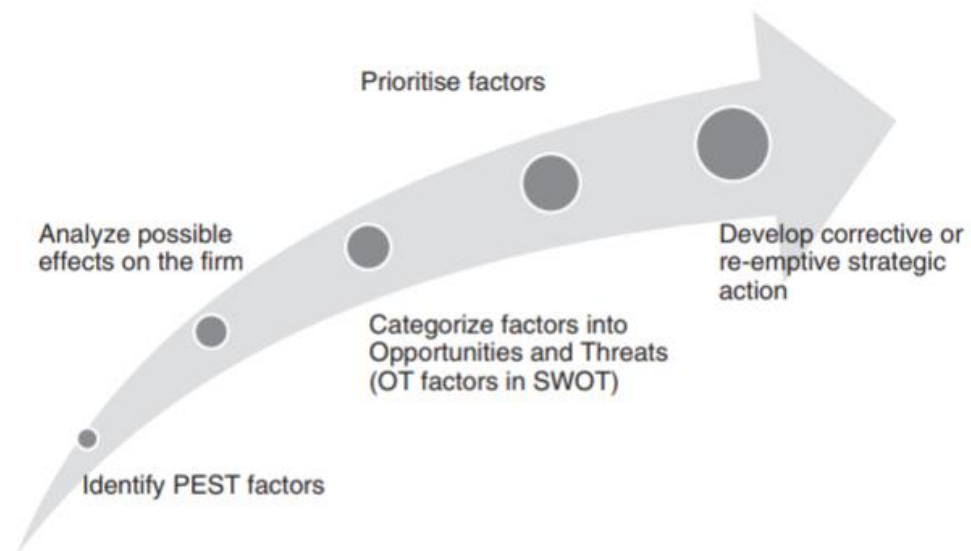 Prioritise factors
Analyze possible
effects on the firm
Develop corrective or
re-emptive strategic
action
Categorize factors into
Opportunities and Threats
(OT factors in SWOT)
Identify PEST factors